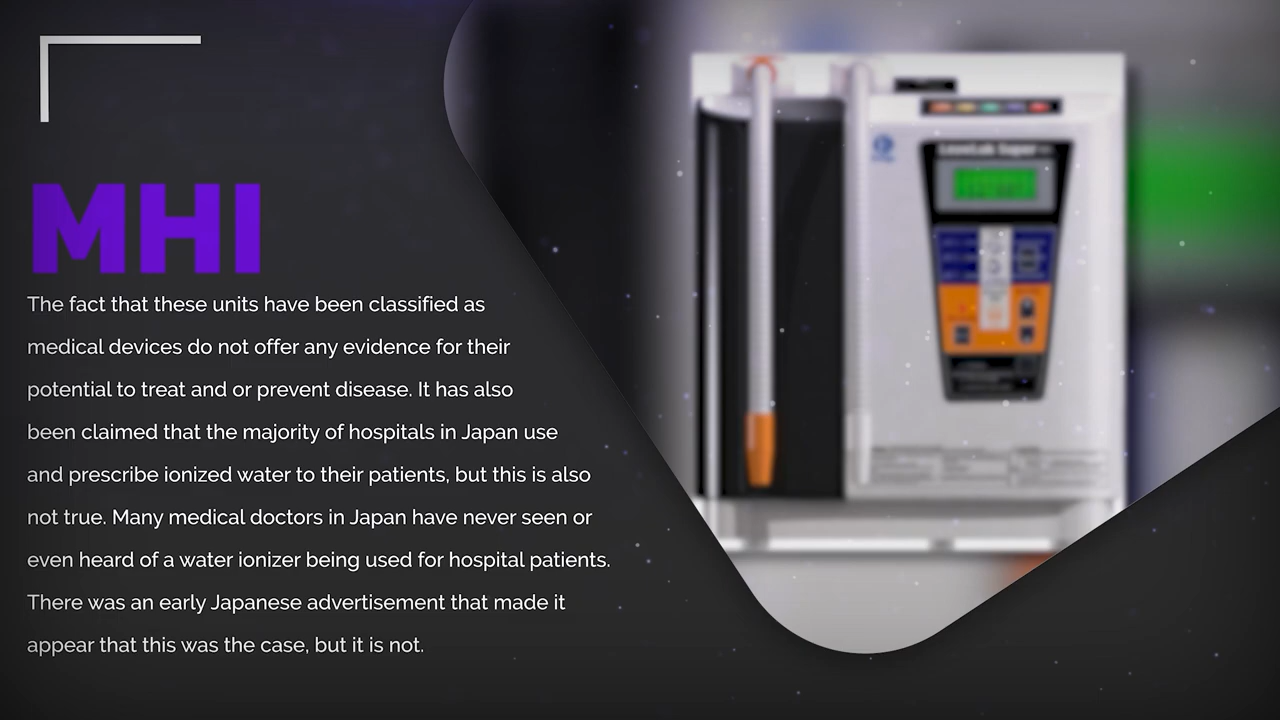 MHI
The fact that these units have been classified as
medical devices do not offer any evidence for their
potential to treat and or prevent disease. It has also
been claimed that the majority of hospitals in Japan use
and prescribe ionized water to their patients, but this is also
not true. Many medical doctors in Japan have never seen or
even heard of a water ionizer being used for hospital patients.
There was an early Japanese advertisement that made it
appear that this was the case, but it is not.